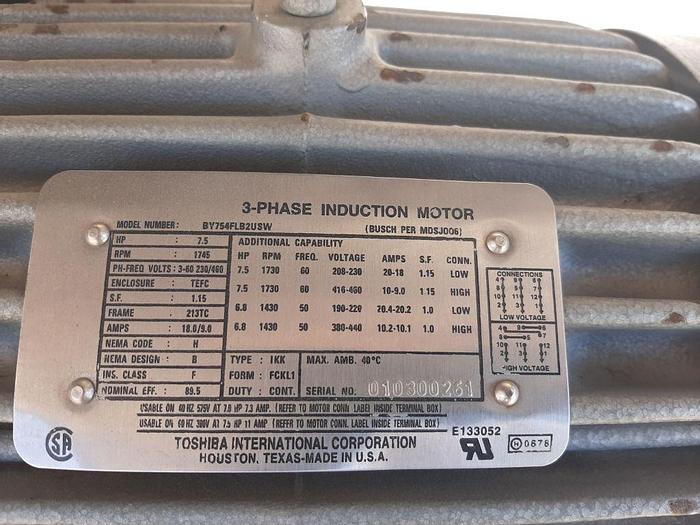 3-PHASE INDUCTION MOTOR
MODEL NUMBER: BY754FLB2USW (BUSCH PER MDSJ006)
HP : 7.5
RPM : 1745
PH-FREQ VOLTS: 3-60 230/460
ENCLOSURE : TEFC
S.F. : 1.15
FRAME : 213TC
AMPS : 18.0/9.0
NEMA CODE : H
NEMA DESIGN : B
INS. CLASS : F
NOMINAL EFF. : 89.5
ADDITIONAL CAPABILITY
HP RPM FREQ. VOLTAGE AMPS S.F. CONN.
7.5 1730 60 208-230 20-18 1.15 LOW
7.5 1730 60 416-460 10-9.0 1.15 HIGH
6.8 1430 50 190-220 20.4-20.2 1.0 LOW
6.8 1430 50 380-440 10.2-10.1 1.0 HIGH
TYPE : IKK
FORM : FCKL1
DUTY : CONT.
MAX. AMB. 40°C
SERIAL NO. 010300261
CONNECTIONS
LOW VOLTAGE
HIGH VOLTAGE
USABLE ON 40HZ 575V AT 7.0 HP 7.3 AMP. (REFER TO MOTOR CONN LABEL INSIDE TERMINAL BOX)
USABLE ON 60 HZ 300V AT 7.5 HP 11 AMP (REFER TO MOTOR CONN. LABEL INSIDE TERMINAL BOX)
TOSHIBA INTERNATIONAL CORPORATION
HOUSTON, TEXAS-MADE IN U.S.A.
E133052